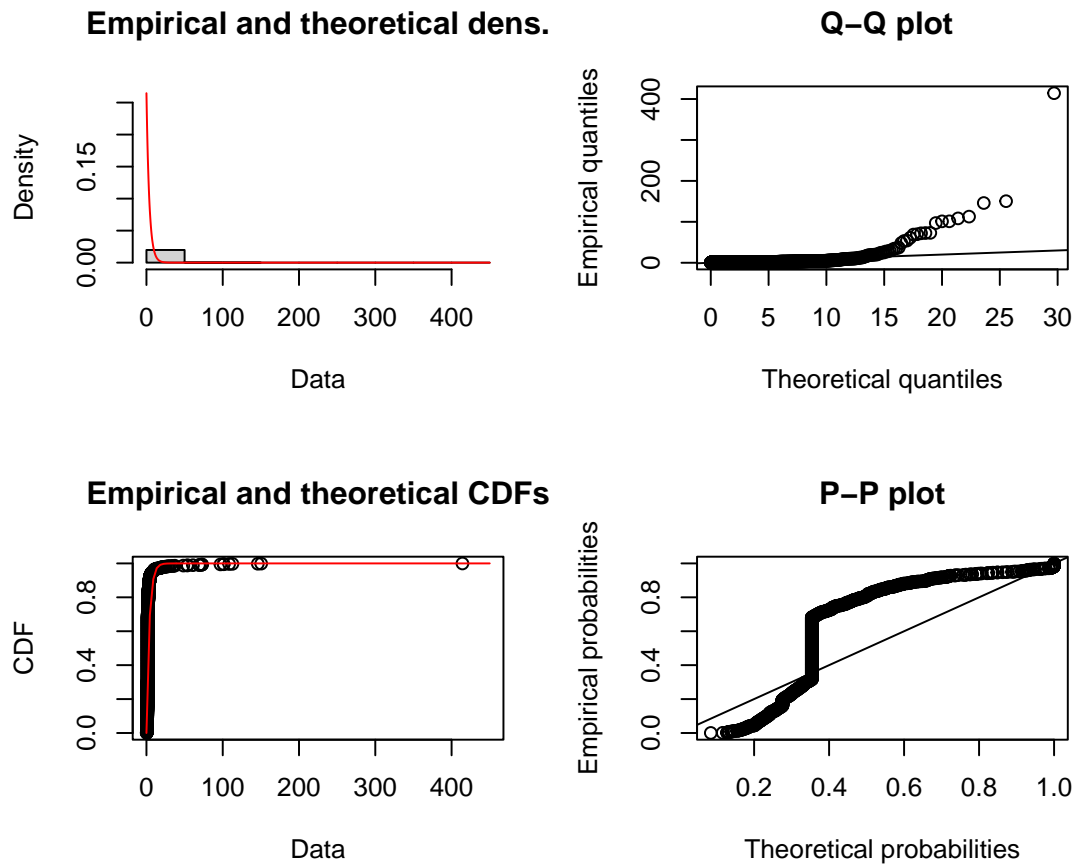 Empirical and theoretical dens.
Density
0.00
0.15
0 100 200 300 400
Data
Q−Q plot
Empirical quantiles
0
200
400
0 5 10 15 20 25 30
Theoretical quantiles
Empirical and theoretical CDFs
CDF
0.0
0.4
0.8
0 100 200 300 400
Data
P−P plot
Empirical probabilities
0.0
0.4
0.8
0.2 0.4 0.6 0.8 1.0
Theoretical probabilities